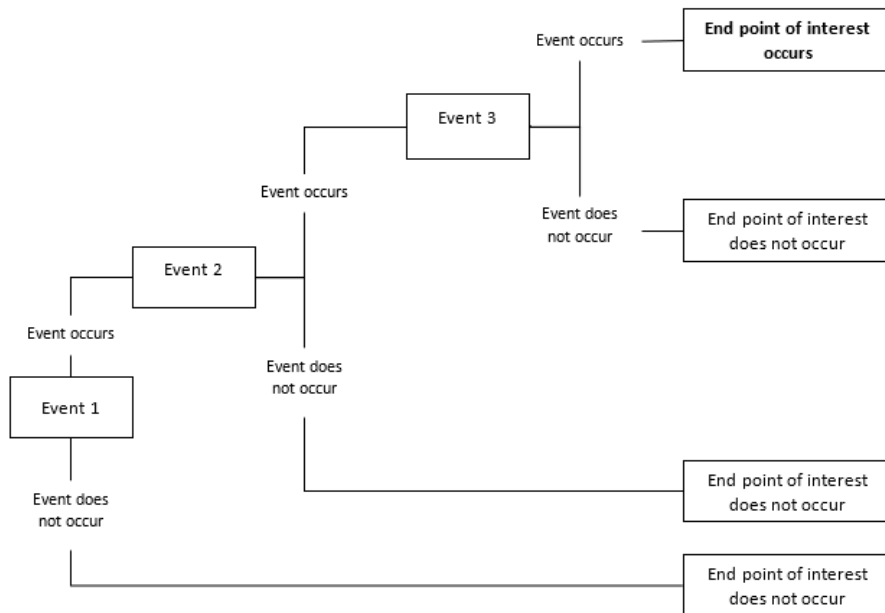 End point of interest
occurs
Event occurs
Event 3
Event occurs
Event does
not occur
End point of interest
does not occur
Event 2
Event occurs
Event does
not occur
Event 1
Event does
not occur
End point of interest
does not occur
End point of interest
does not occur